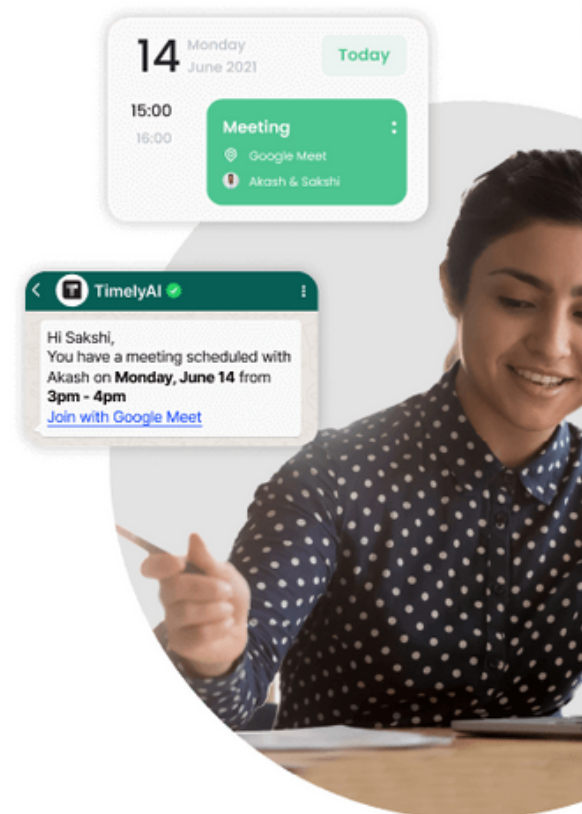 14 Monday
June 2021
Today
15:00
16:00
Meeting
Google Meet
Akash & Sakshi
TimelyAI
Hi Sakshi,
You have a meeting scheduled with
Akash on Monday, June 14 from
3pm - 4pm
Join with Google Meet